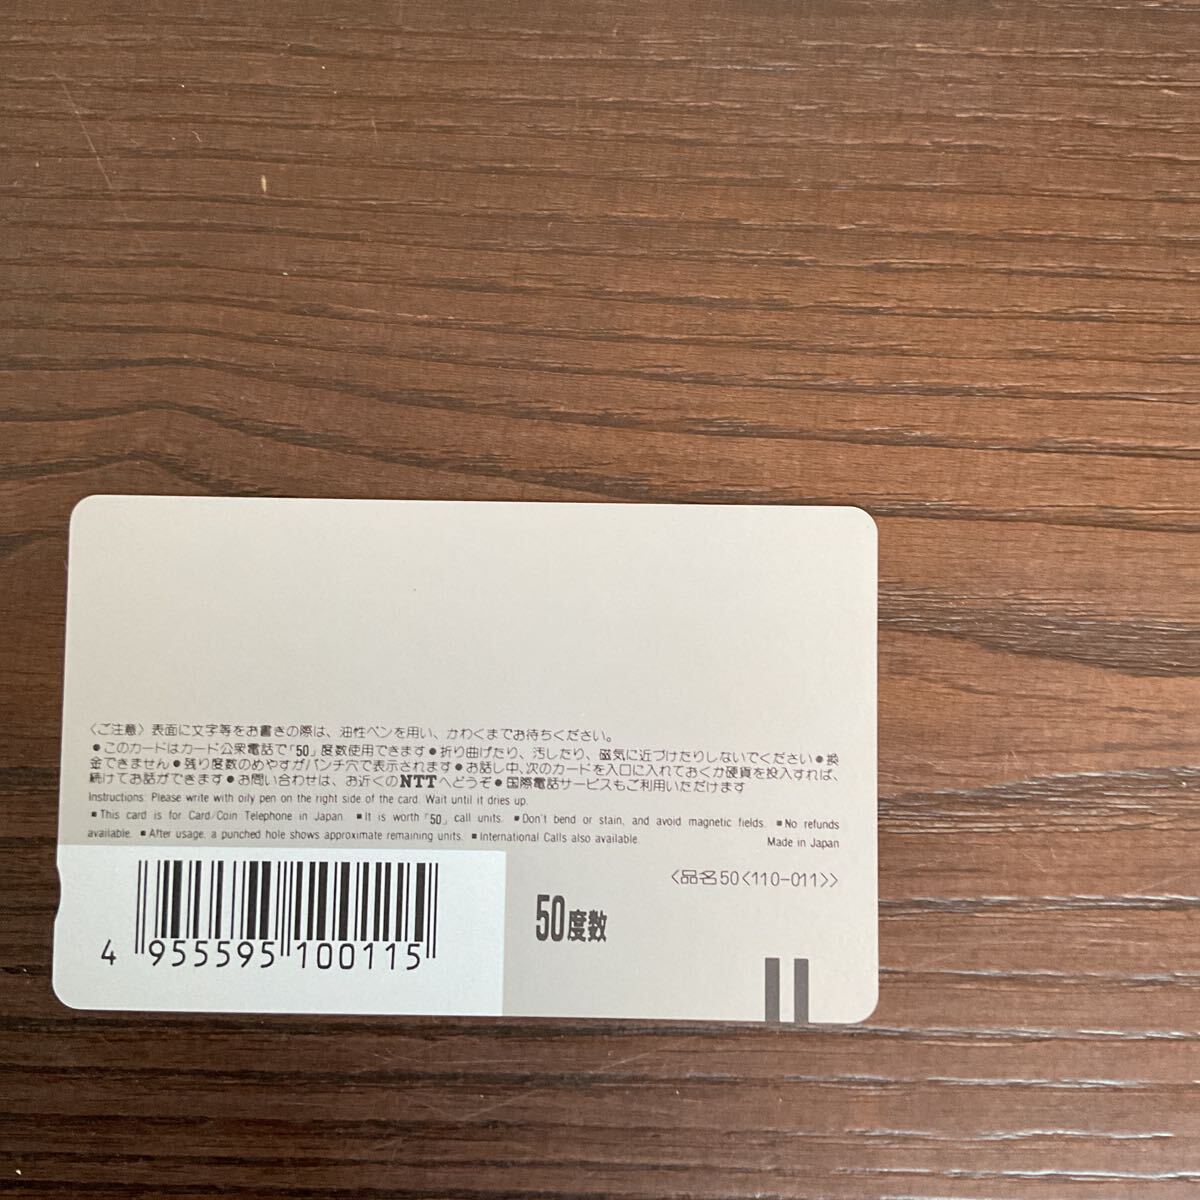 〈ご注意〉表面に文字等をお書きの際は、油性ペンを用い、かわくまでお待ちください。
●このカードはカード公衆電話で「50」度数使用できます●折り曲げたり、汚したり、磁気に近づけたりしないでください●換
金できません●残り度数のめやすがパンチ穴で表示されます●お話し中、次のカードを入口に入れておくか硬貨を投入すれば、
続けてお話ができます●お問い合わせは、お近くのNTTへどうぞ●国際電話サービスもご利用いただけます
Instructions: Please write with oily pen on the right side of the card. Wait until it dries up.
■This card is for Card/Coin Telephone in Japan. ■It is worth「50」call units. ■Don't bend or stain, and avoid magnetic fields. ■No refunds
available. ■After usage, a punched hole shows approximate remaining units. ■International Calls also available.
Made in Japan
〈品名50〈110-011〉〉
50度数
4 955595 100115